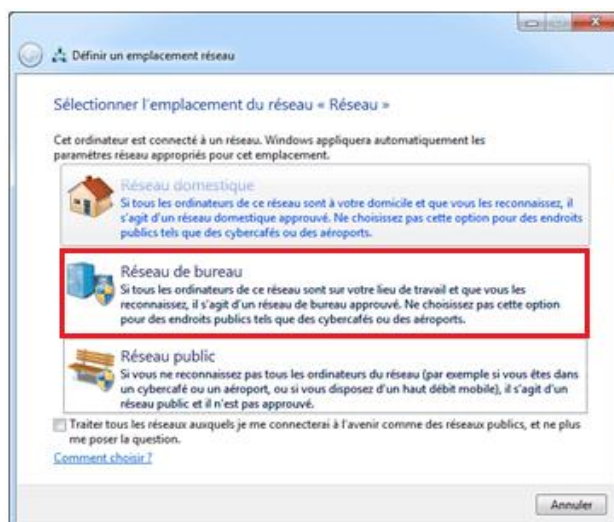 Définir un emplacement réseau
Sélectionner l'emplacement du réseau « Réseau »
Cet ordinateur est connecté à un réseau. Windows appliquera automatiquement les
paramètres réseau appropriés pour cet emplacement.
Réseau domestique
Si tous les ordinateurs de ce réseau sont à votre domicile et que vous les reconnaissez, il
s'agit d'un réseau domestique approuvé. Ne choisissez pas cette option pour des endroits
publics tels que des cybercafés ou des aéroports.
Réseau de bureau
Si tous les ordinateurs de ce réseau sont sur votre lieu de travail et que vous les
reconnaissez, il s'agit d'un réseau de bureau approuvé. Ne choisissez pas cette option
pour des endroits publics tels que des cybercafés ou des aéroports.
Réseau public
Si vous ne reconnaissez pas tous les ordinateurs du réseau (par exemple si vous êtes dans
un cybercafé ou un aéroport, ou si vous disposez d'un haut débit mobile), il s'agit d'un
réseau public et il n'est pas approuvé.
Traiter tous les réseaux auxquels je me connecterai à l'avenir comme des réseaux publics, et ne plus
me poser la question.
Comment choisir ?
Annuler